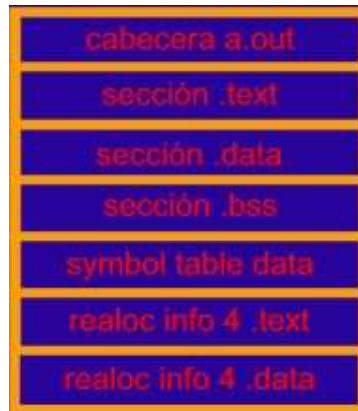 cabecera a.out
sección .text
sección .data
sección .bss
symbol table data
realoc info 4 .text
realoc info 4 .data